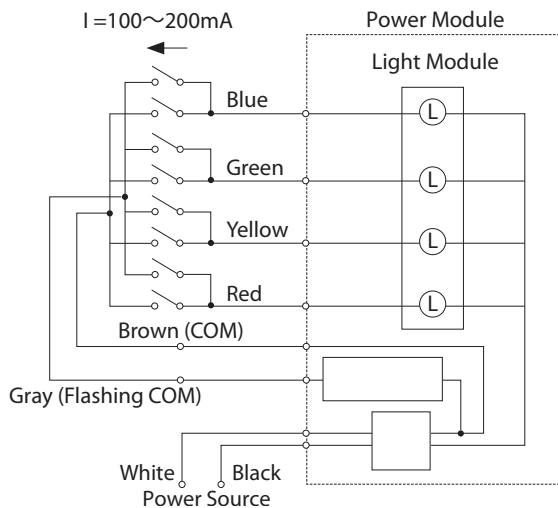 I =100～200mA
Power Module
Light Module
Blue
L
Green
L
Yellow
L
Red
L
Brown (COM)
Gray (Flashing COM)
White
Black
Power Source